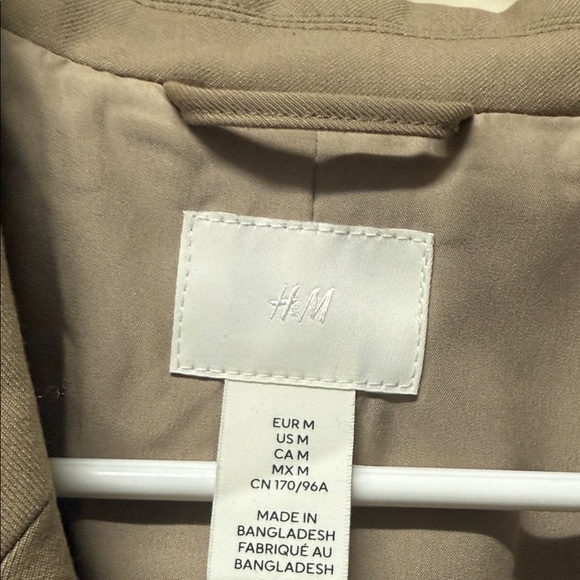 H&M
EUR M
US M
CA M
MX M
CN 170/96A
MADE IN
BANGLADESH
FABRIQUÉ AU
BANGLADESH